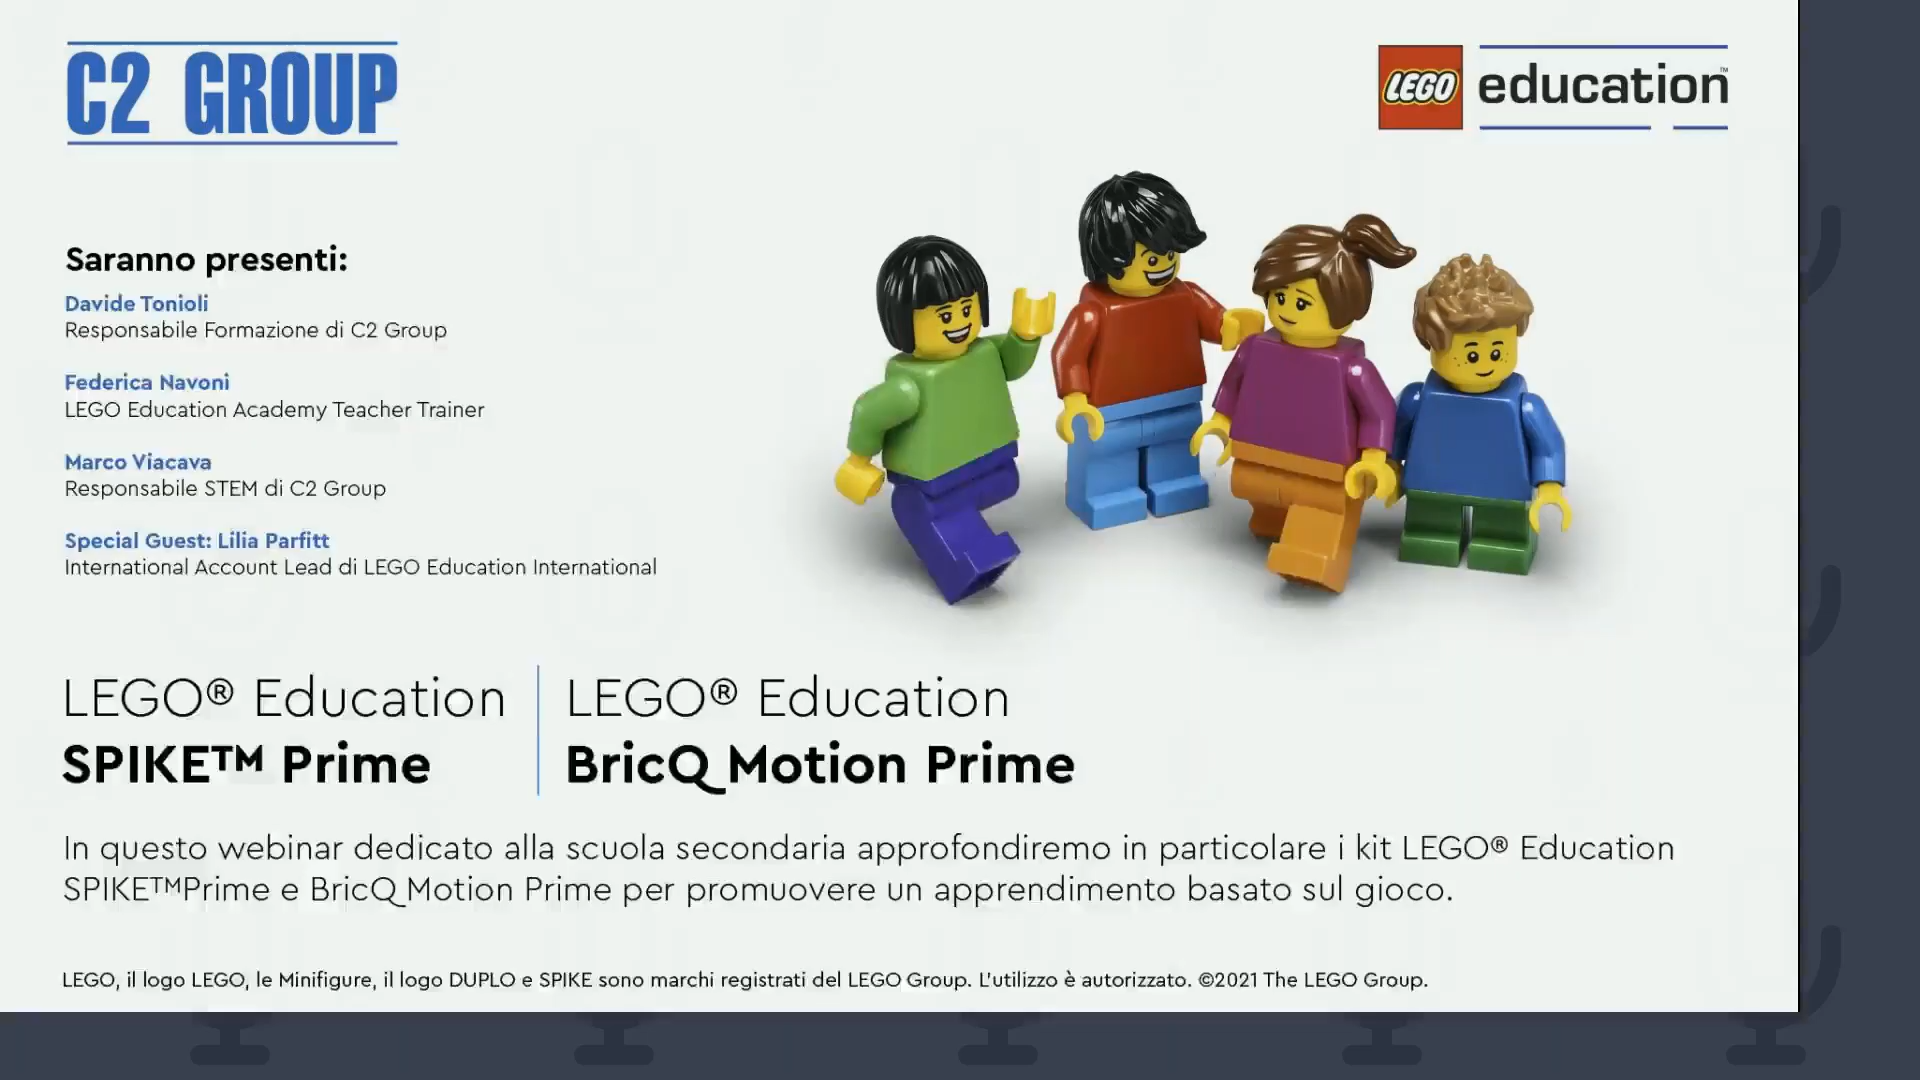 C2 GROUP
LEGO education™
Saranno presenti:
Davide Tonioli
Responsabile Formazione di C2 Group
Federica Navoni
LEGO Education Academy Teacher Trainer
Marco Viacava
Responsabile STEM di C2 Group
Special Guest: Lilia Parfitt
International Account Lead di LEGO Education International
LEGO® Education
SPIKE™ Prime
LEGO® Education
BricQ Motion Prime
In questo webinar dedicato alla scuola secondaria approfondiremo in particolare i kit LEGO® Education
SPIKE™Prime e BricQ Motion Prime per promuovere un apprendimento basato sul gioco.
LEGO, il logo LEGO, le Minifigure, il logo DUPLO e SPIKE sono marchi registrati del LEGO Group. L'utilizzo è autorizzato. ©2021 The LEGO Group.